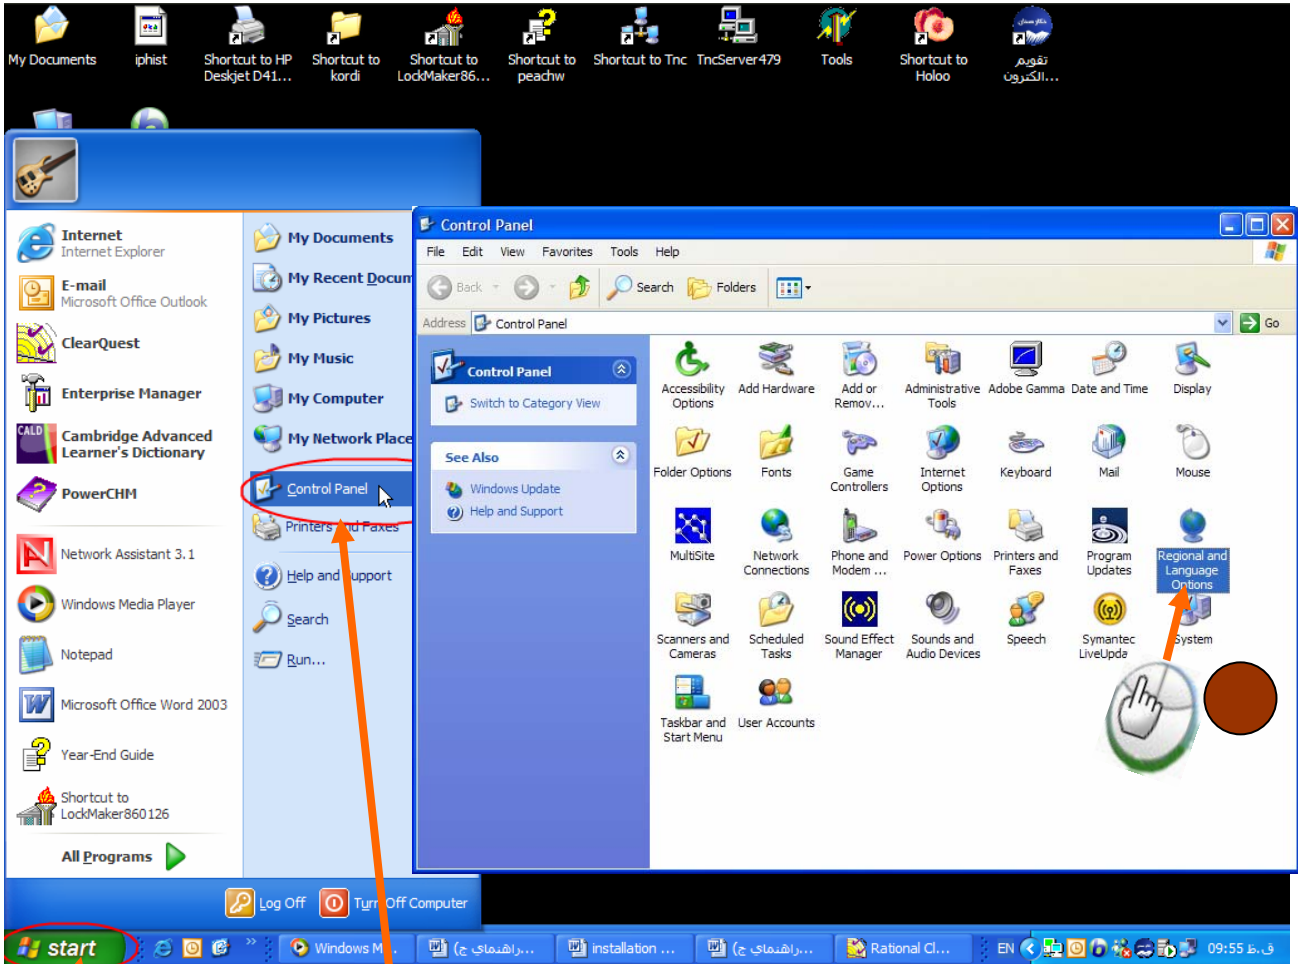 My Documents
iphist
Shortcut to HP
Deskjet D41...
Shortcut to
kordi
Shortcut to
LockMaker86...
Shortcut to
peachw
Shortcut to Tnc
TncServer479
Tools
Shortcut to
Holoo
تقویم
الکترون...
Internet
Internet Explorer
E-mail
Microsoft Office Outlook
ClearQuest
Enterprise Manager
CALD
Cambridge Advanced
Learner's Dictionary
PowerCHM
Network Assistant 3.1
Windows Media Player
Notepad
Microsoft Office Word 2003
Year-End Guide
Shortcut to
LockMaker860126
All Programs
My Documents
My Recent Docum
My Pictures
My Music
My Computer
My Network Place
Control Panel
Printers and Faxes
Help and Support
Search
Run...
Log Off
Turn Off Computer
Control Panel
File Edit View Favorites Tools Help
Back
Search
Folders
Address
Control Panel
Go
Control Panel
Switch to Category View
See Also
Windows Update
Help and Support
Accessibility
Options
Add Hardware
Add or
Remov...
Administrative
Tools
Adobe Gamma
Date and Time
Display
Folder Options
Fonts
Game
Controllers
Internet
Options
Keyboard
Mail
Mouse
MultiSite
Network
Connections
Phone and
Modem ...
Power Options
Printers and
Faxes
Program
Updates
Regional and
Language
Options
Scanners and
Cameras
Scheduled
Tasks
Sound Effect
Manager
Sounds and
Audio Devices
Speech
Symantec
LiveUpda
System
Taskbar and
Start Menu
User Accounts
start
Windows M...
راهنمای ج)...
installation ...
راهنمای ج)...
Rational Cl...
EN
09:55 ق.ظ